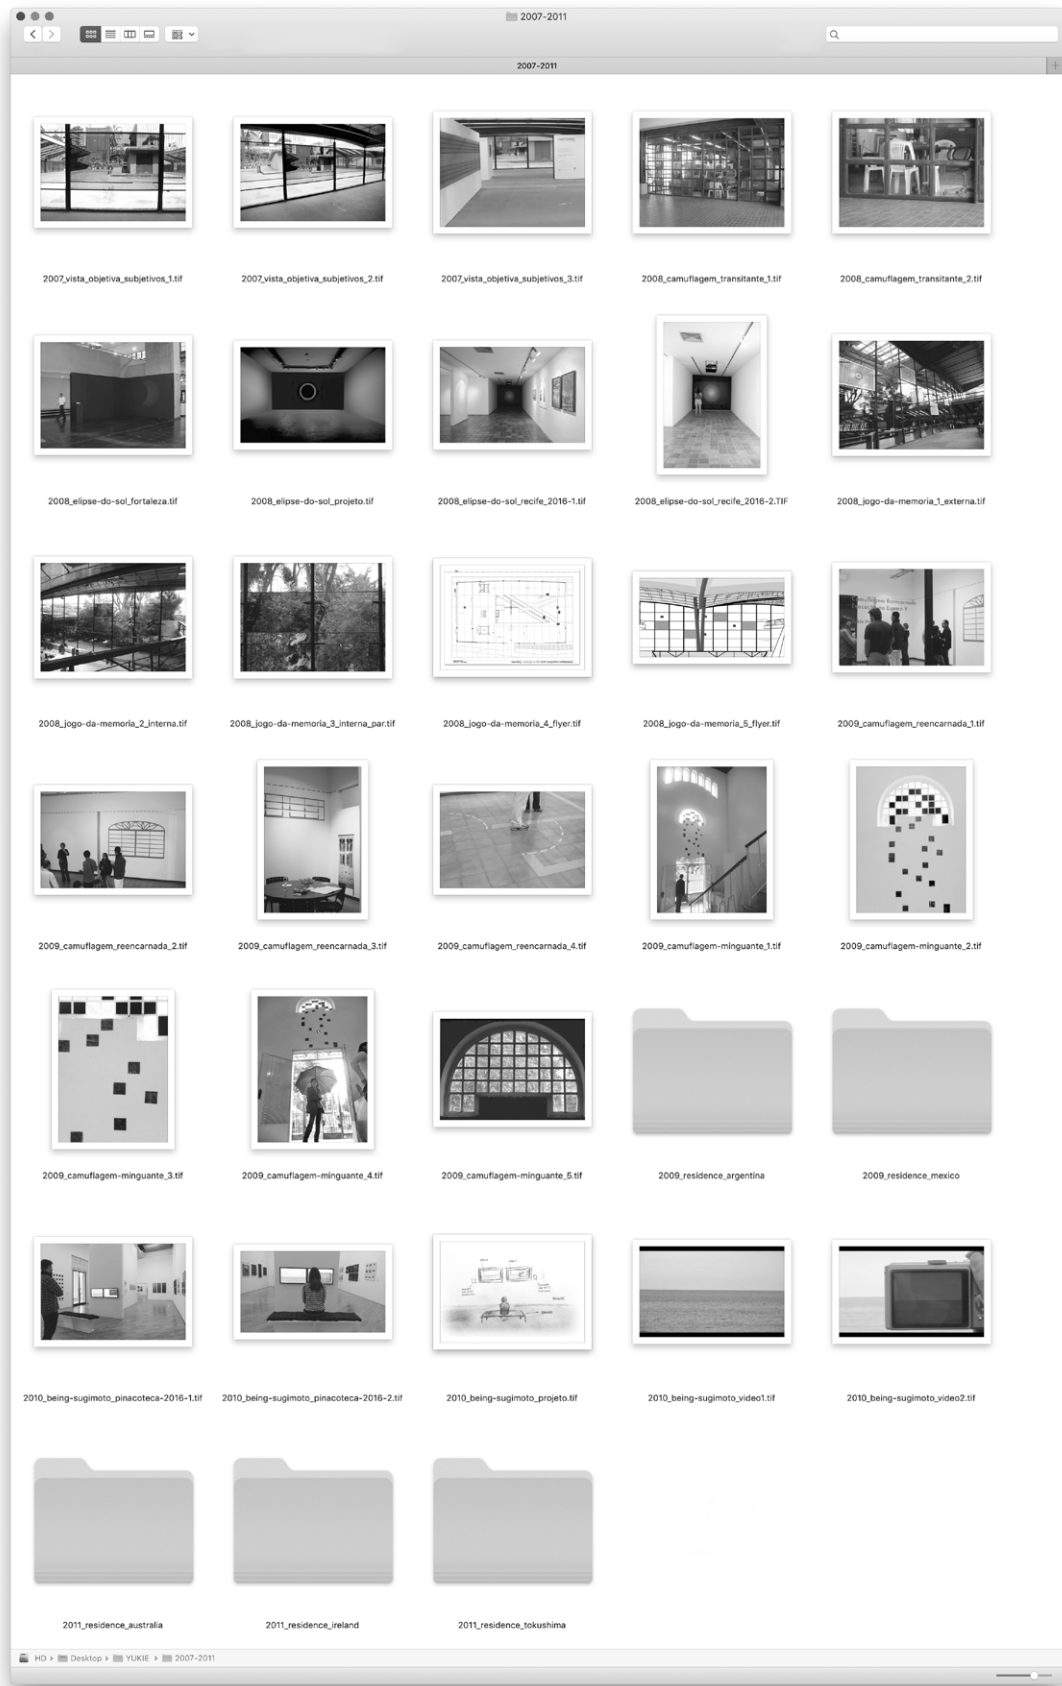 2007-2011
2007-2011
2007_vista_objetiva_subjetivos_1.tif
2007_vista_objetiva_subjetivos_2.tif
2007_vista_objetiva_subjetivos_3.tif
2008_camuflagem_transitante_1.tif
2008_camuflagem_transitante_2.tif
2008_elipse-do-sol_fortaleza.tif
2008_elipse-do-sol_projeto.tif
2008_elipse-do-sol_recife_2016-1.tif
2008_elipse-do-sol_recife_2016-2.TIF
2008_jogo-da-memoria_1_externa.tif
2008_jogo-da-memoria_2_interna.tif
2008_jogo-da-memoria_3_interna_par.tif
2008_jogo-da-memoria_4_flyer.tif
2008_jogo-da-memoria_5_flyer.tif
2009_camuflagem_reencarnada_1.tif
2009_camuflagem_reencarnada_2.tif
2009_camuflagem_reencarnada_3.tif
2009_camuflagem_reencarnada_4.tif
2009_camuflagem-minguante_1.tif
2009_camuflagem-minguante_2.tif
2009_camuflagem-minguante_3.tif
2009_camuflagem-minguante_4.tif
2009_camuflagem-minguante_5.tif
2009_residence_argentina
2009_residence_mexico
2010_being-sugimoto_pinacoteca-2016-1.tif
2010_being-sugimoto_pinacoteca-2016-2.tif
2010_being-sugimoto_projeto.tif
2010_being-sugimoto_video1.tif
2010_being-sugimoto_video2.tif
2011_residence_australia
2011_residence_ireland
2011_residence_tokushima
HD › Desktop › YUKIE › 2007-2011